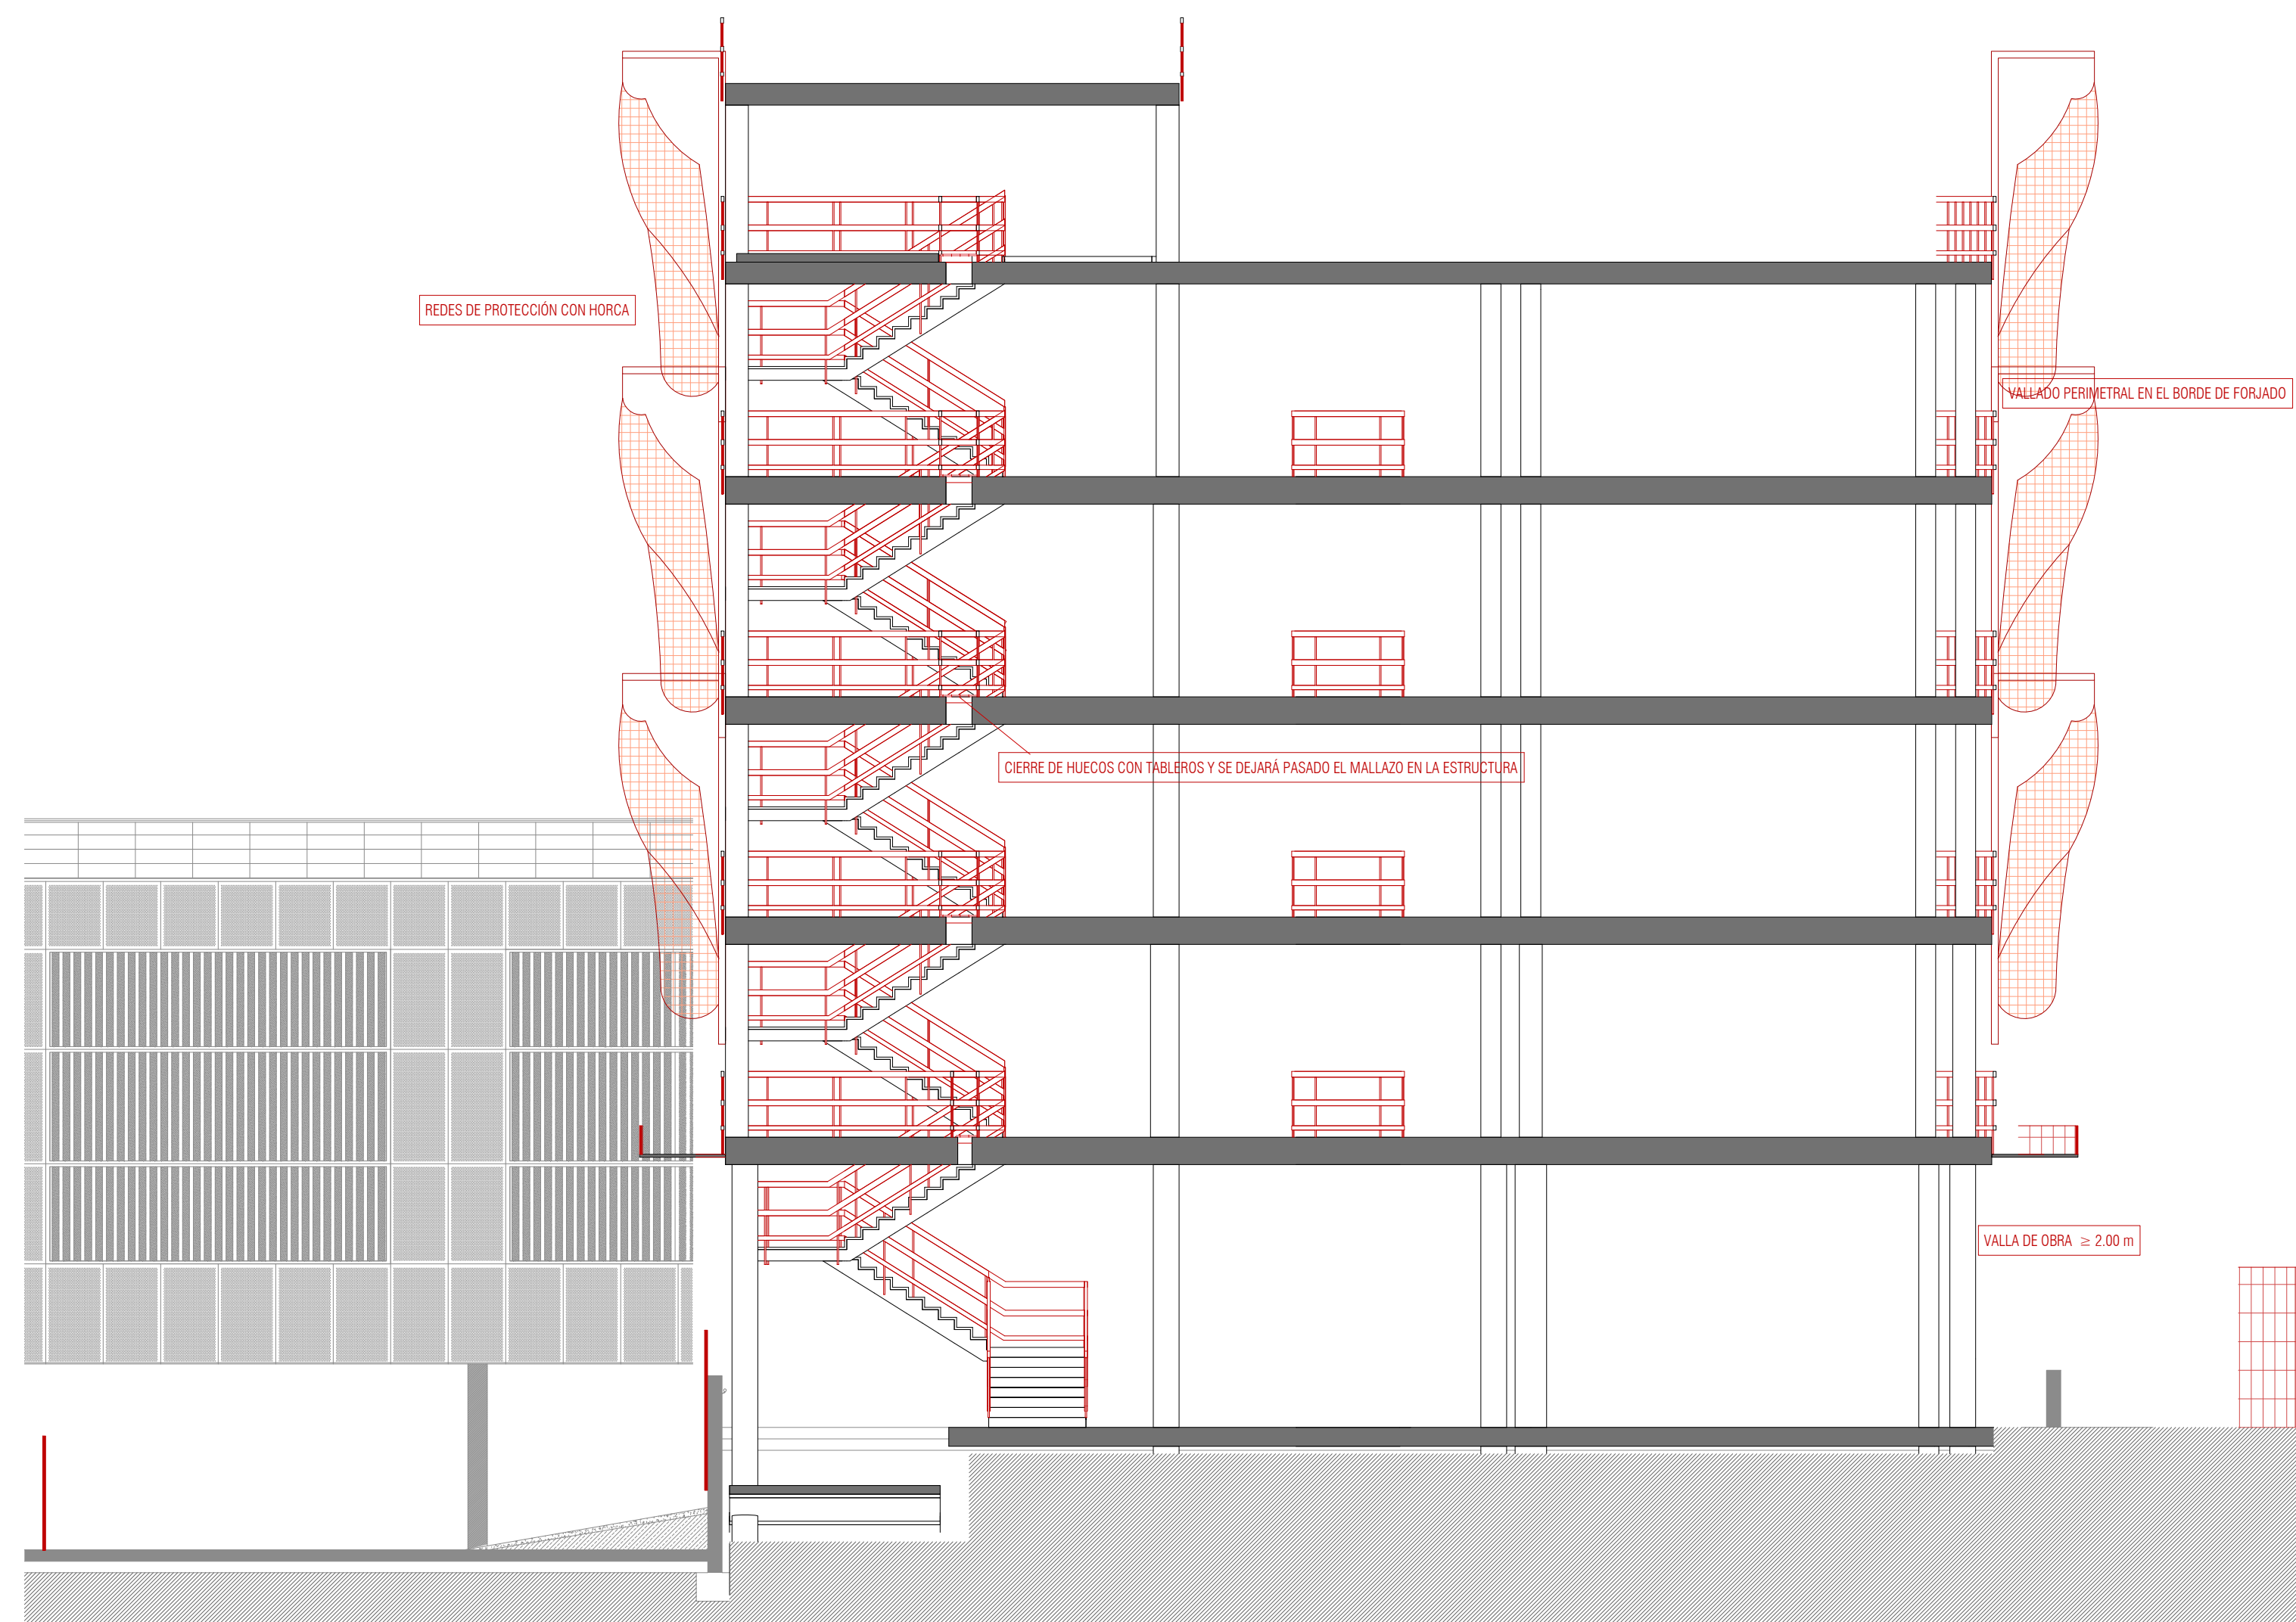 REDES DE PROTECCIÓN CON HORCA
VALLADO PERIMETRAL EN EL BORDE DE FORJADO
CIERRE DE HUECOS CON TABLEROS Y SE DEJARÁ PASADO EL MALLAZO EN LA ESTRUCTURA
VALLA DE OBRA ≥ 2.00 m